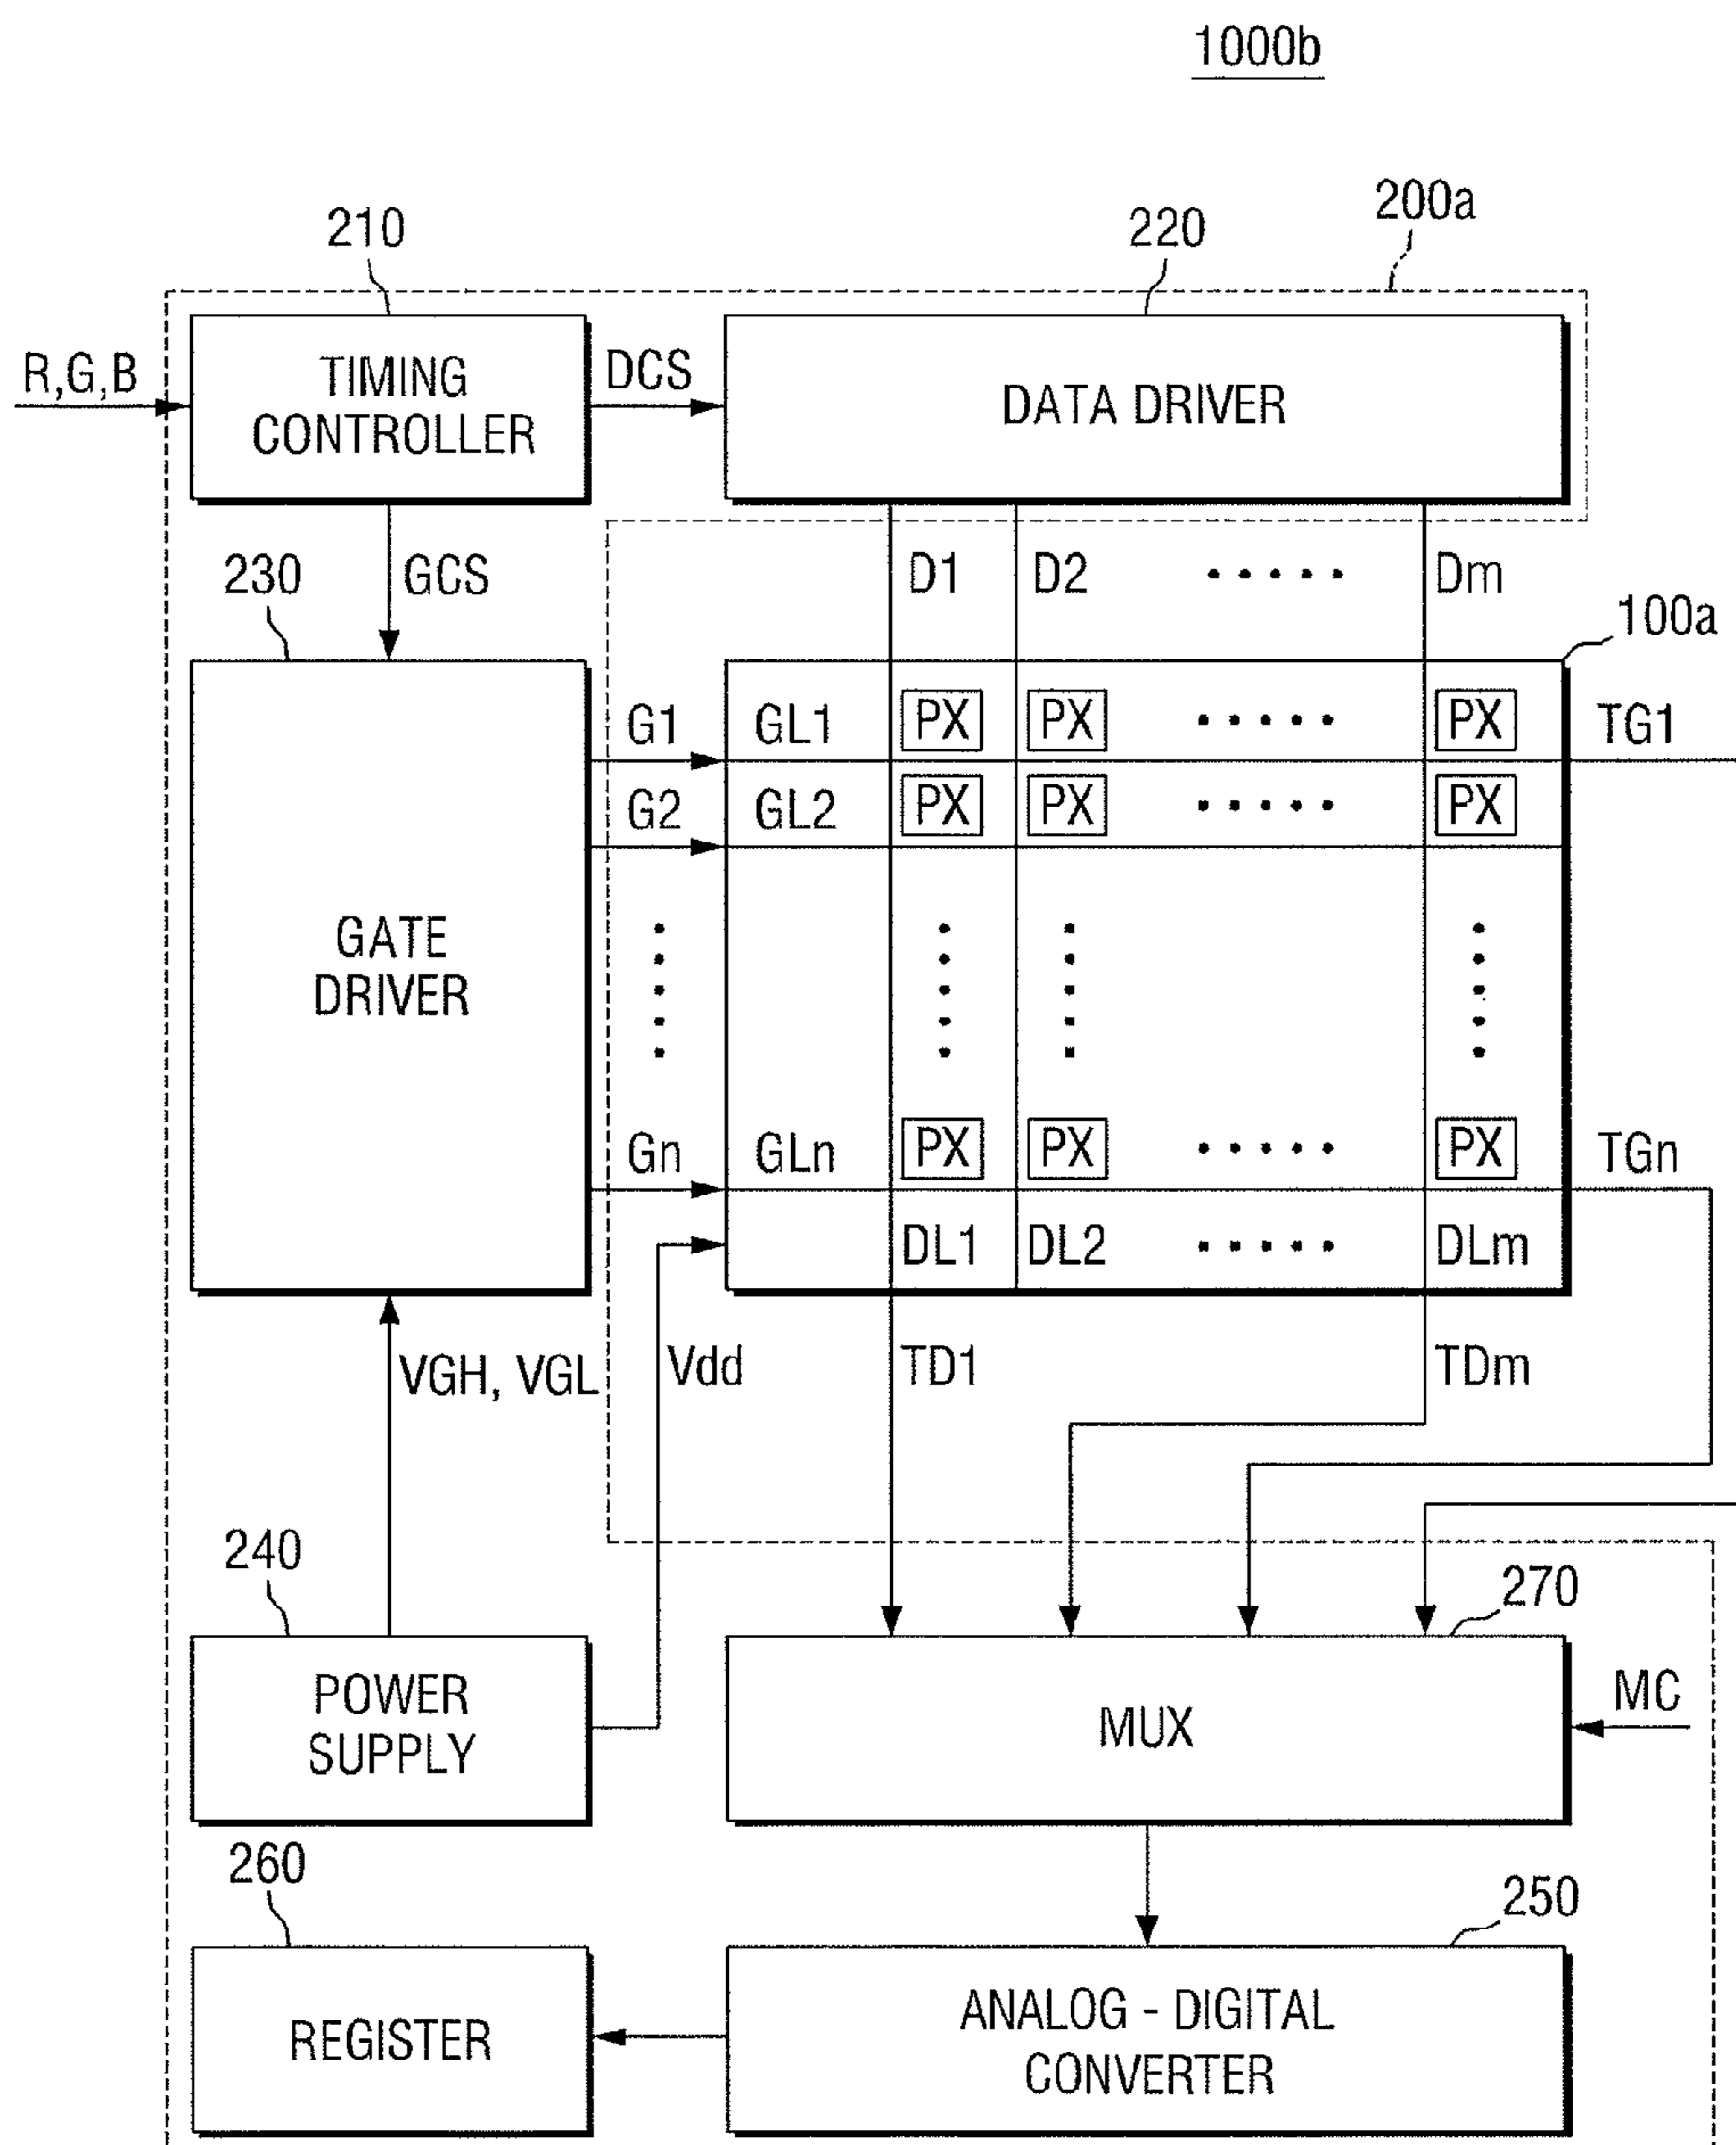 1000b
200a
210
220
R,G,B
TIMING
CONTROLLER
DCS
DATA DRIVER
230
GCS
D1 D2 ····· Dm
100a
G1 GL1 PX PX ····· PX TG1
G2 GL2 PX PX ····· PX
GATE
DRIVER
Gn GLn PX PX ····· PX TGn
DL1 DL2 ····· DLm
VGH, VGL
Vdd
TD1
TDm
240
270
POWER
SUPPLY
MUX
MC
260
250
REGISTER
ANALOG - DIGITAL
CONVERTER